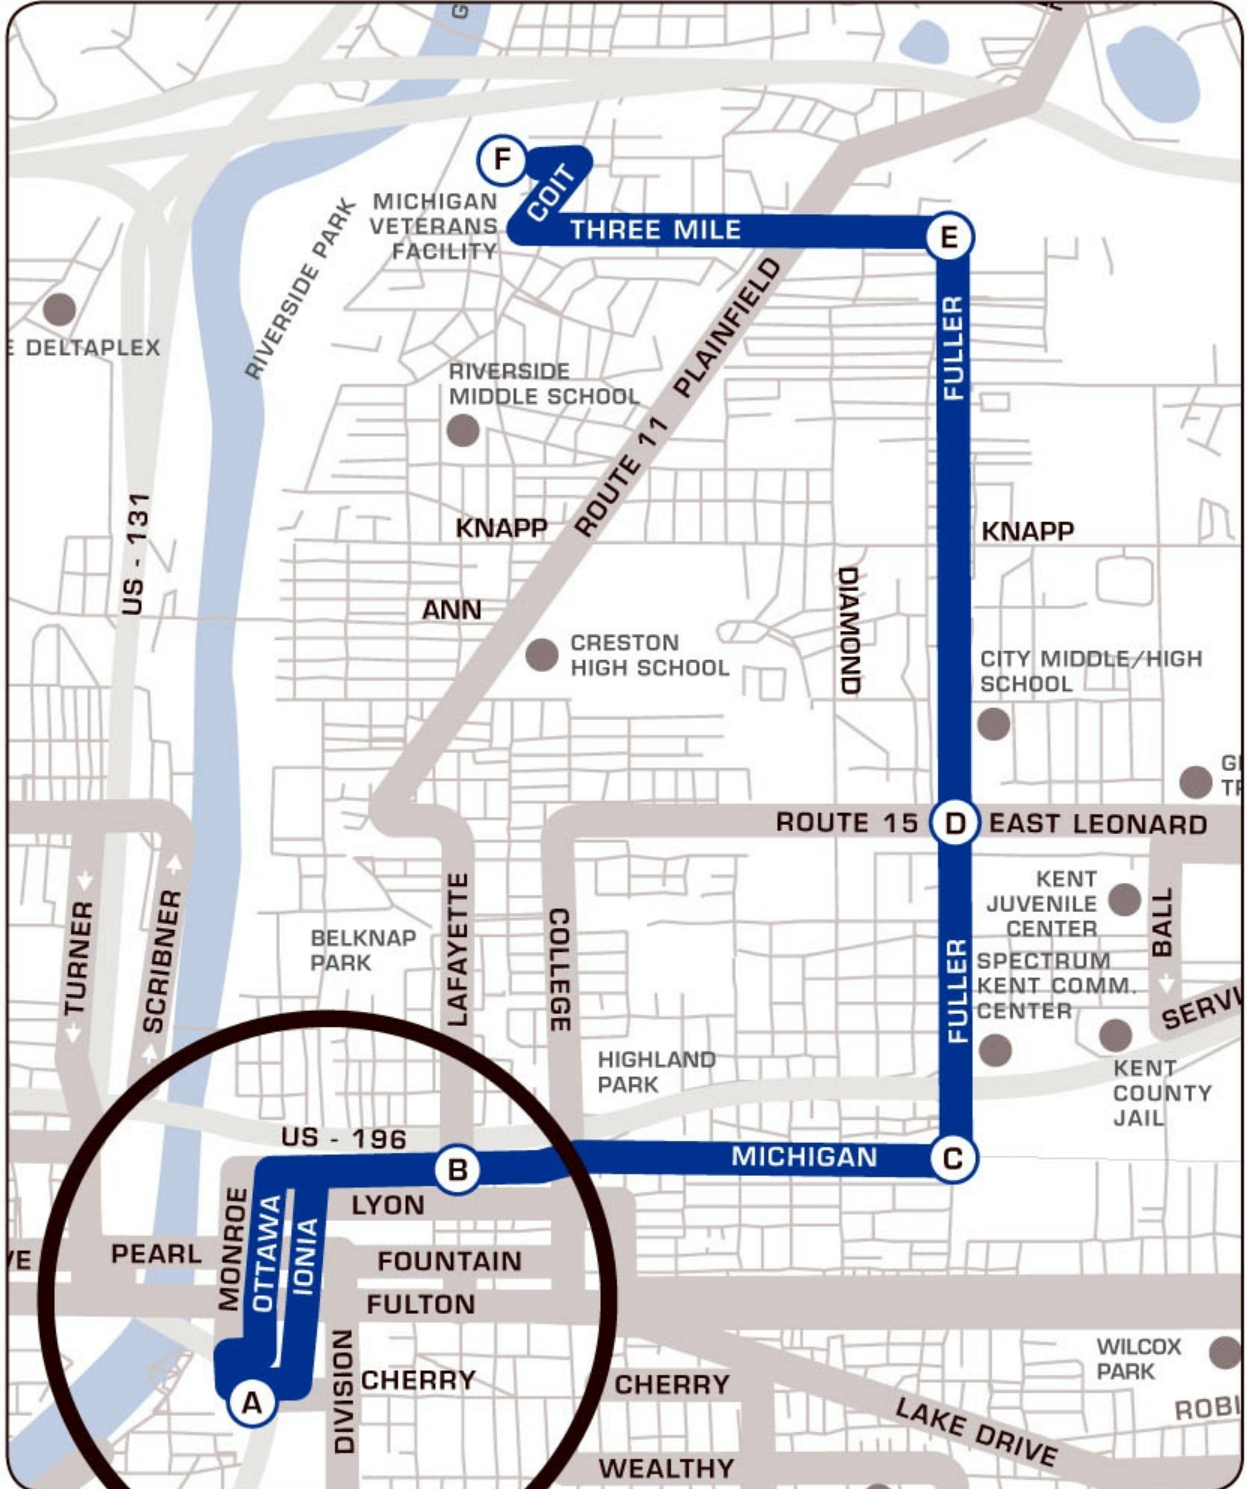 F
COIT
MICHIGAN
VETERANS
FACILITY
THREE MILE
E
RIVERSIDE PARK
DELTAPLEX
PLAINFIELD
FULLER
RIVERSIDE
MIDDLE SCHOOL
ROUTE 11
US - 131
KNAPP
KNAPP
ANN
DIAMOND
CRESTON
HIGH SCHOOL
CITY MIDDLE/HIGH
SCHOOL
ROUTE 15
D
EAST LEONARD
TURNER
SCRIBNER
LAFAYETTE
COLLEGE
BELKNAP
PARK
KENT
JUVENILE
CENTER
BALL
FULLER
SPECTRUM
KENT COMM.
CENTER
HIGHLAND
PARK
KENT
COUNTY
JAIL
US - 196
B
MICHIGAN
C
LYON
MONROE
OTTAWA
IONIA
PEARL
FOUNTAIN
FULTON
DIVISION
CHERRY
CHERRY
A
WILCOX
PARK
LAKE DRIVE
WEALTHY